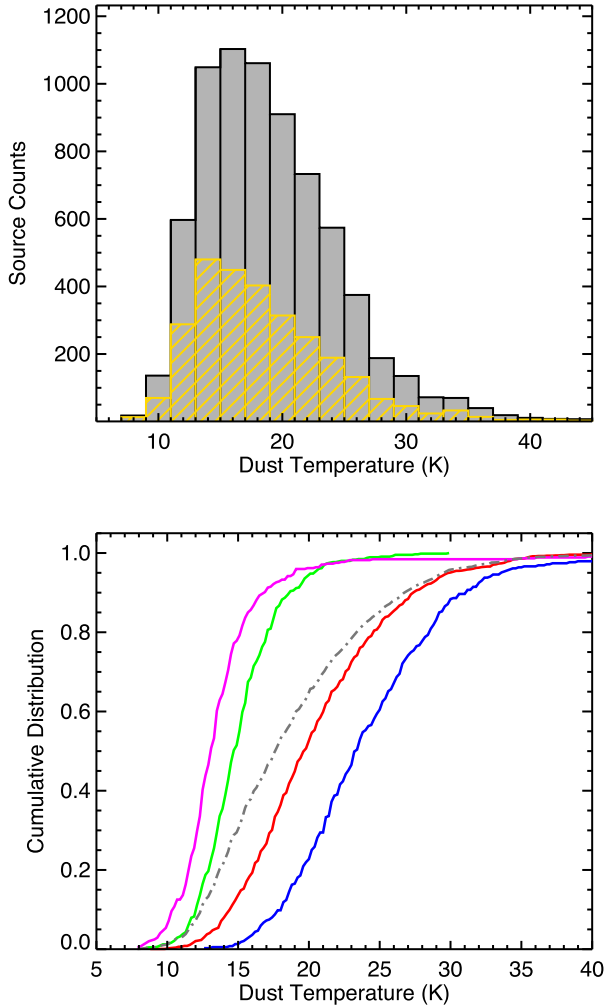 1200
1000
800
600
400
200
Source Counts
10 20 30 40
Dust Temperature (K)
1.0
0.8
0.6
0.4
0.2
0.0
Cumulative Distribution
5 10 15 20 25 30 35 40
Dust Temperature (K)